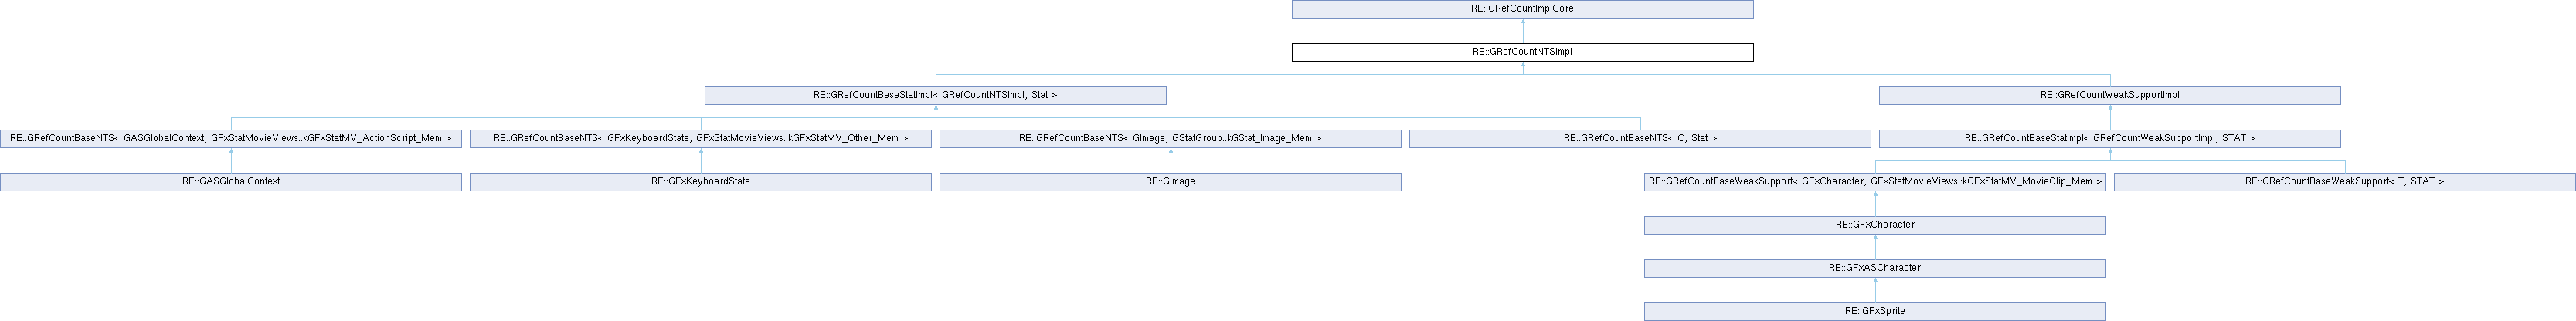 RE::GRefCountImplCore
RE::GRefCountNTSImpl
RE::GRefCountBaseStatImpl< GRefCountNTSImpl, Stat >
RE::GRefCountWeakSupportImpl
RE::GRefCountBaseNTS< GASGlobalContext, GFxStatMovieViews::kGFxStatMV_ActionScript_Mem >
RE::GRefCountBaseNTS< GFxKeyboardState, GFxStatMovieViews::kGFxStatMV_Other_Mem >
RE::GRefCountBaseNTS< GImage, GStatGroup::kGStat_Image_Mem >
RE::GRefCountBaseNTS< C, Stat >
RE::GRefCountBaseStatImpl< GRefCountWeakSupportImpl, STAT >
RE::GASGlobalContext
RE::GFxKeyboardState
RE::GImage
RE::GRefCountBaseWeakSupport< GFxCharacter, GFxStatMovieViews::kGFxStatMV_MovieClip_Mem >
RE::GRefCountBaseWeakSupport< T, STAT >
RE::GFxCharacter
RE::GFxASCharacter
RE::GFxSprite